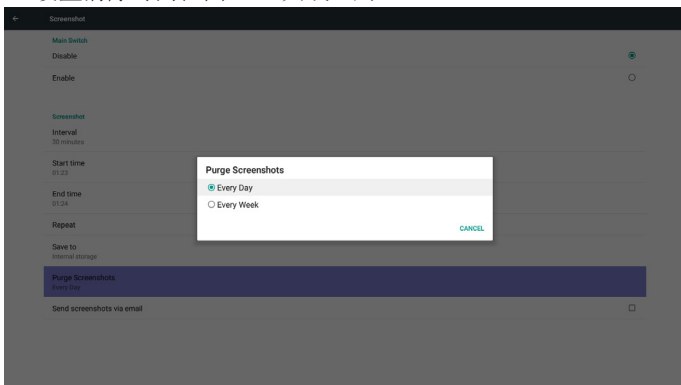 Screenshot
Main Switch
Disable
Enable
Screenshot
Interval
30 minutes
Start time
01:23
End time
01:24
Repeat
Save to
Internal storage
Purge Screenshots
Every Day
Send screenshots via email
Purge Screenshots
Every Day
Every Week
CANCEL